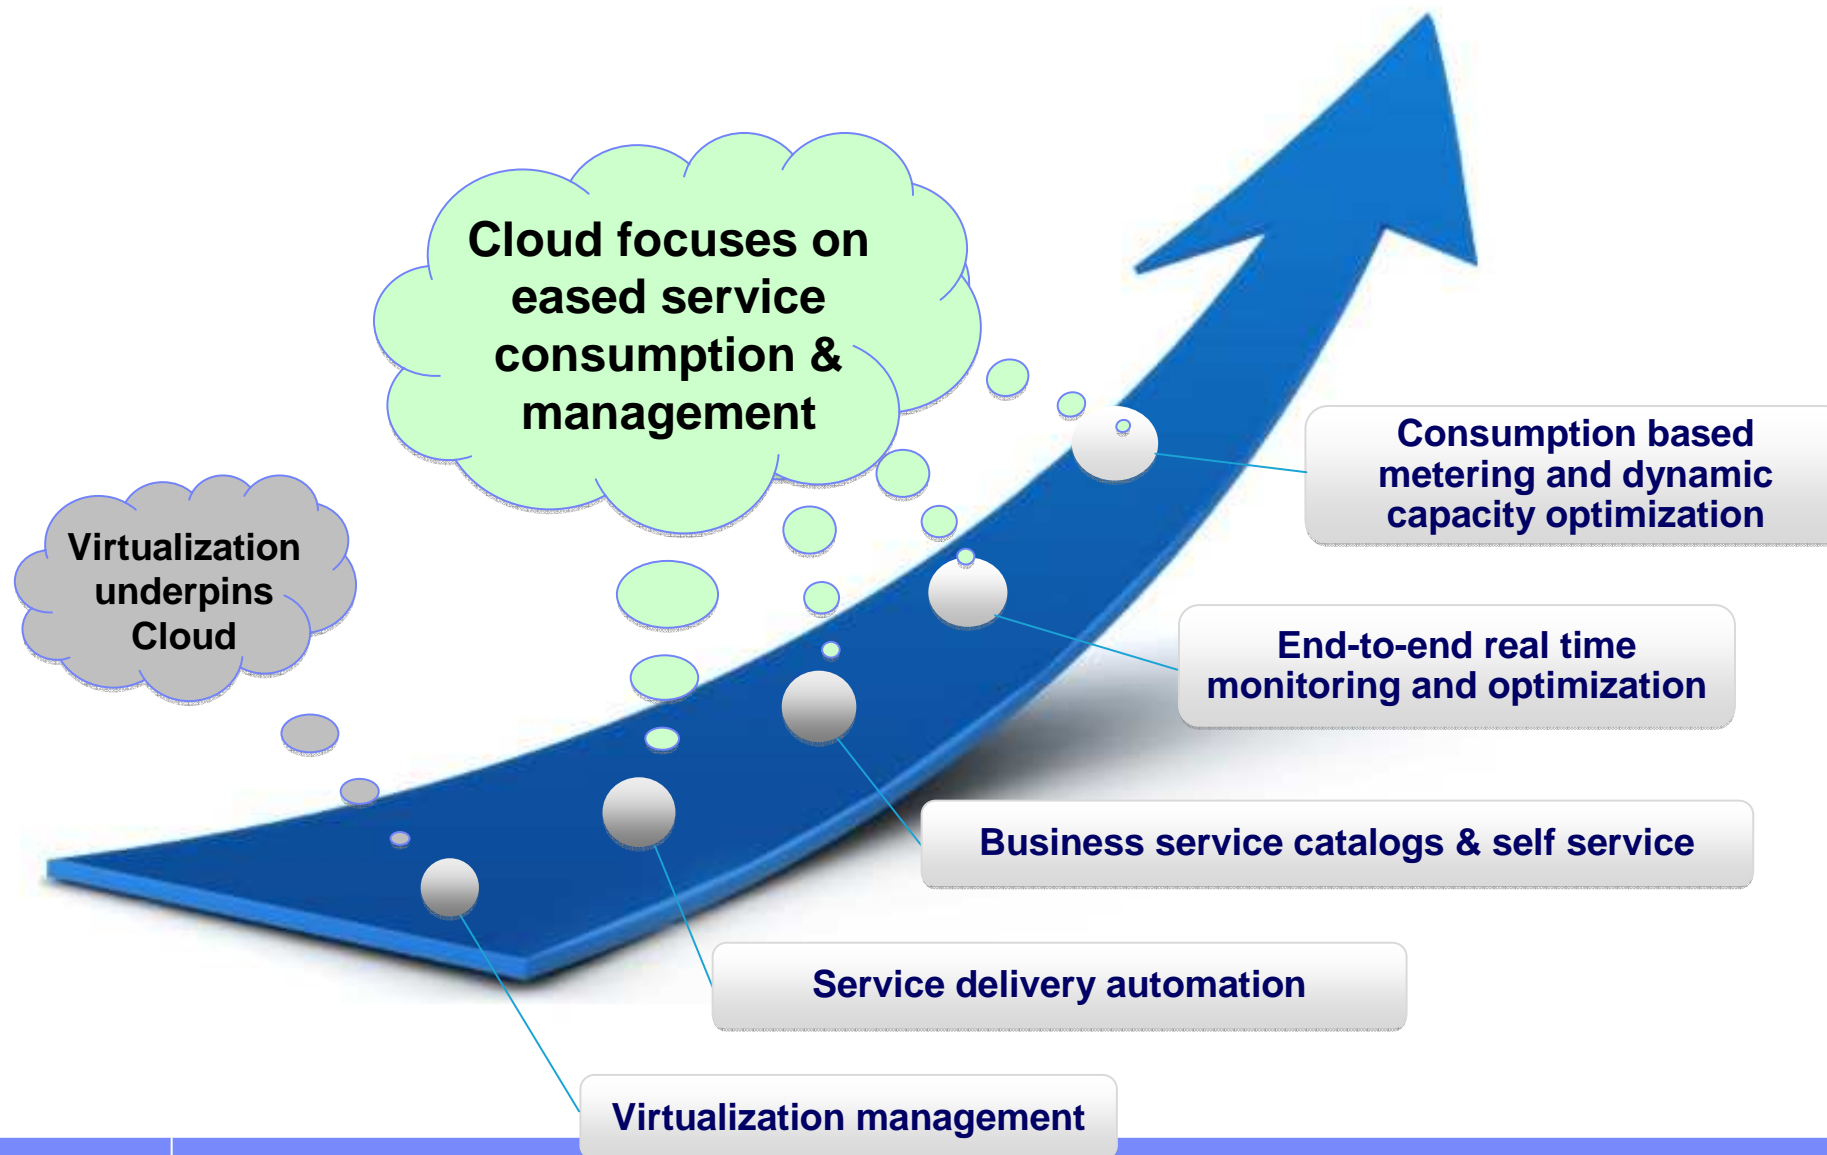 Cloud focuses on
eased service
consumption &
management
Virtualization
underpins
Cloud
Consumption based
metering and dynamic
capacity optimization
End-to-end real time
monitoring and optimization
Business service catalogs & self service
Service delivery automation
Virtualization management